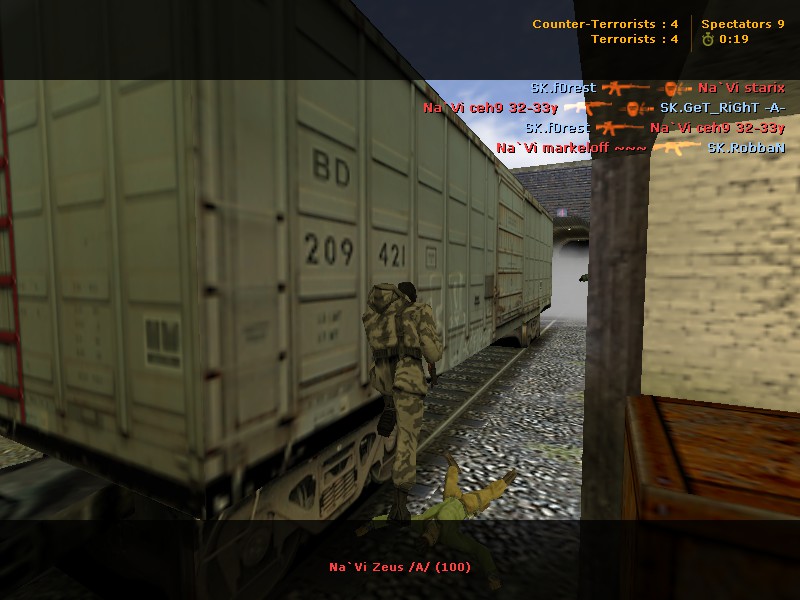 Counter-Terrorists : 4
Terrorists : 4
Spectators 9
0:19
SK.f0rest Na`Vi starix
Na`Vi ceh9 32-33y SK.GeT_RiGhT -A-
SK.f0rest Na`Vi ceh9 32-33y
Na`Vi markeloff ~~~ SK.RobbaN
BD
209 421
Na`Vi Zeus /A/ (100)